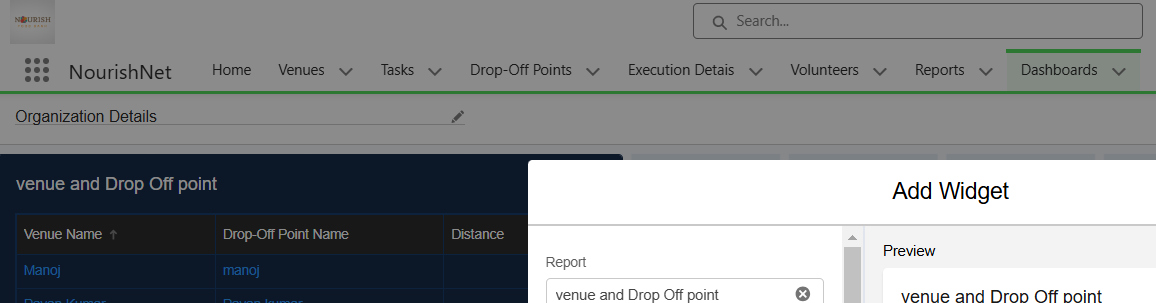 NOURISH
Search...
NourishNet
Home
Venues
Tasks
Drop-Off Points
Execution Detais
Volunteers
Reports
Dashboards
Organization Details
venue and Drop Off point
Add Widget
Venue Name
Drop-Off Point Name
Distance
Preview
Report
Manoj
manoj
venue and Drop Off point
venue and Drop Off point